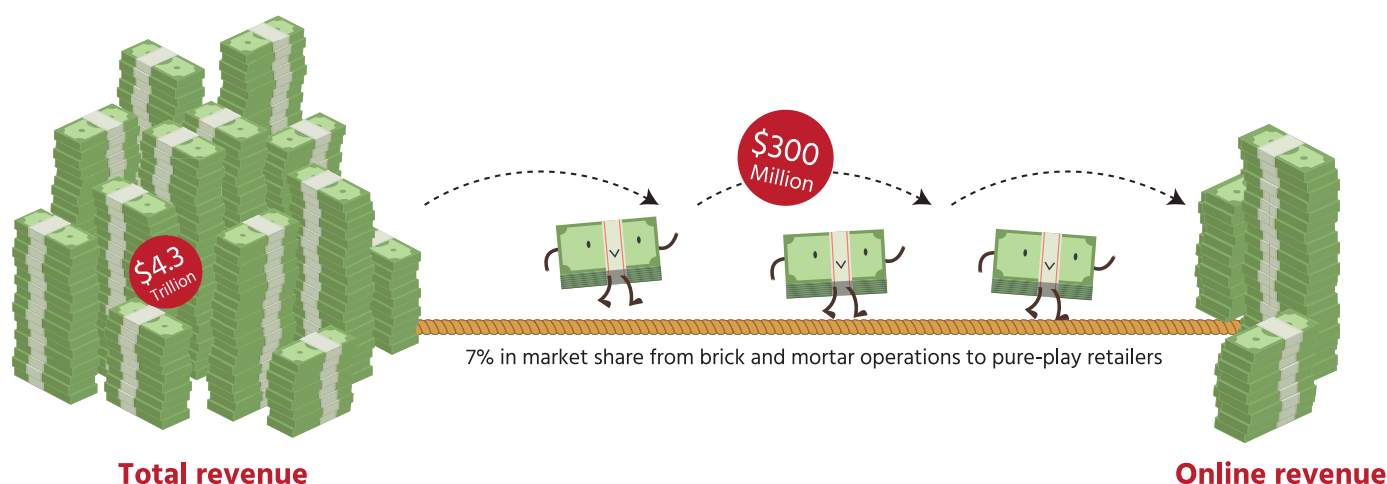 $300
Million
$4.3
Trillion
7% in market share from brick and mortar operations to pure-play retailers
Total revenue
Online revenue